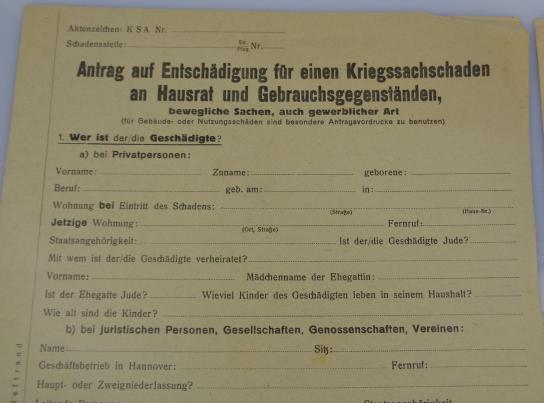 Aktenzeichen: K S A Nr.
Schadensstelle: Nr.
Antrag auf Entschädigung für einen Kriegssachschaden
an Hausrat und Gebrauchsgegenständen,
bewegliche Sachen, auch gewerblicher Art
(für Gebäude- oder Nutzungsschäden sind besondere Antragsvordrucke zu benutzen)
1. Wer ist der/die Geschädigte?
a) bei Privatpersonen:
Vorname: Zuname: geborene:
Beruf: geb. am: in:
Wohnung bei Eintritt des Schadens:
(Straße) (Haus-Nr.)
Jetzige Wohnung: Fernruf:
(Ort, Straße)
Staatsangehörigkeit: Ist der/die Geschädigte Jude?
Mit wem ist der/die Geschädigte verheiratet?
Vorname: Mädchenname der Ehegattin:
Ist der Ehegatte Jude? Wieviel Kinder des Geschädigten leben in seinem Haushalt?
Wie alt sind die Kinder?
b) bei juristischen Personen, Gesellschaften, Genossenschaften, Vereinen:
Name: Sitz:
Geschäftsbetrieb in Hannover: Fernruf:
Haupt- oder Zweigniederlassung?